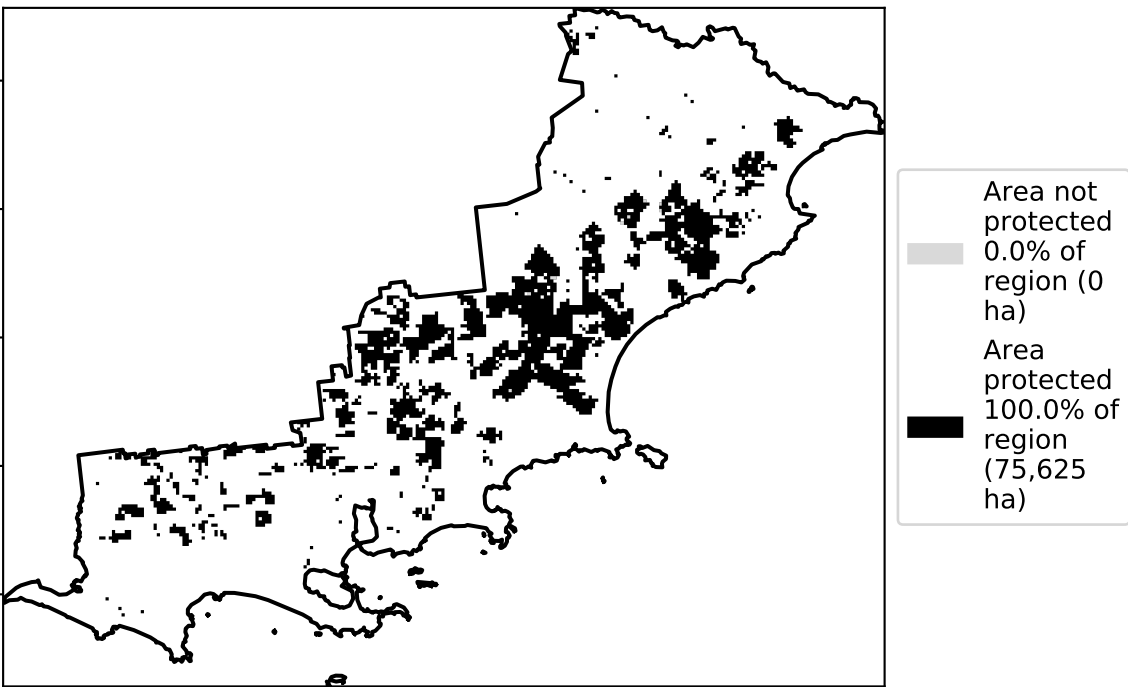 Area not
protected
0.0% of
region (0
ha)
Area
protected
100.0% of
region
(75,625
ha)